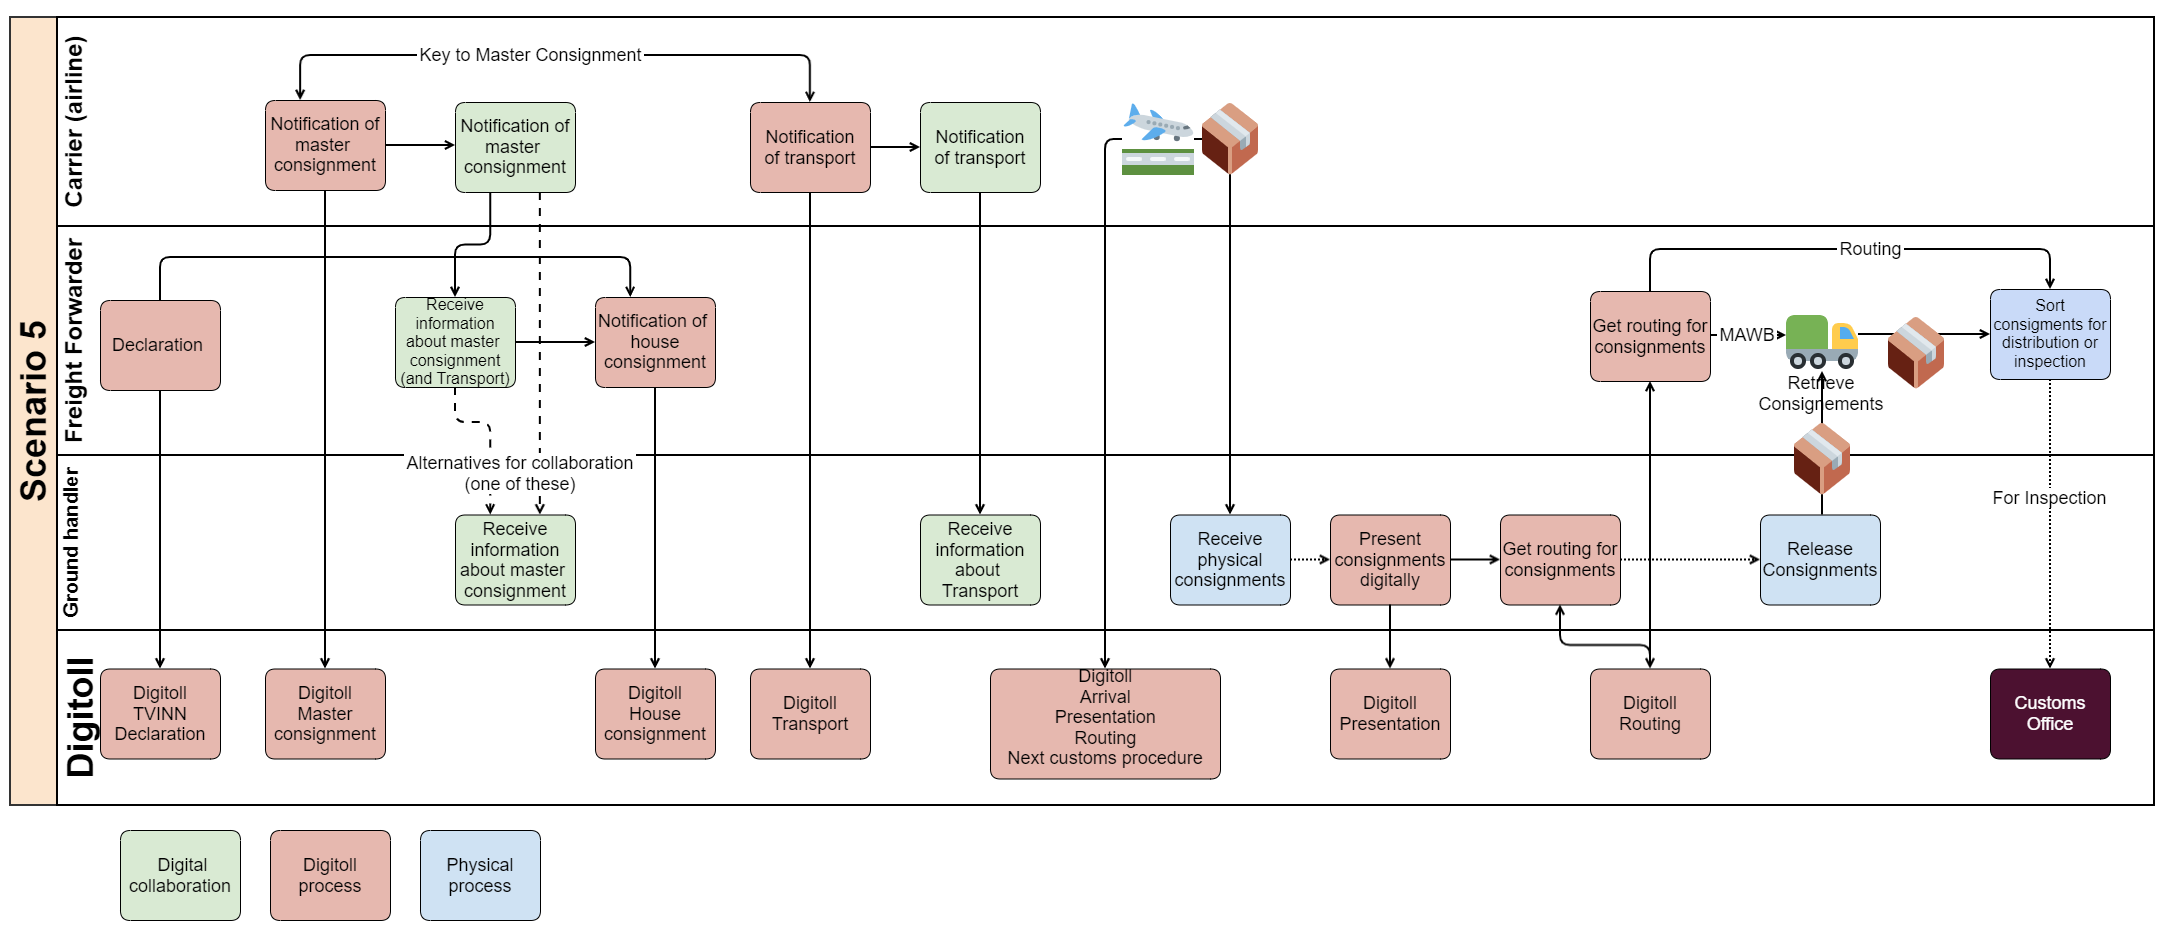 Scenario 5
Carrier (airline)
Key to Master Consignment
Notification of
master
consignment
Notification of
master
consignment
Notification
of transport
Notification
of transport
Freight Forwarder
Declaration
Receive
information
about master
consignment
(and Transport)
Notification of
house
consignment
Routing
Get routing for
consignments
MAWB
Retrieve
Consignements
Sort
consigments for
distribution or
inspection
Ground handler
Alternatives for collaboration
(one of these)
Receive
information
about master
consignment
Receive
information
about
Transport
Receive
physical
consignments
Present
consignments
digitally
Get routing for
consignments
Release
Consignments
For Inspection
Digitoll
Digitoll
TVINN
Declaration
Digitoll
Master
consignment
Digitoll
House
consignment
Digitoll
Transport
Digitoll
Arrival
Presentation
Routing
Next customs procedure
Digitoll
Presentation
Digitoll
Routing
Customs
Office
Digital
collaboration
Digitoll
process
Physical
process